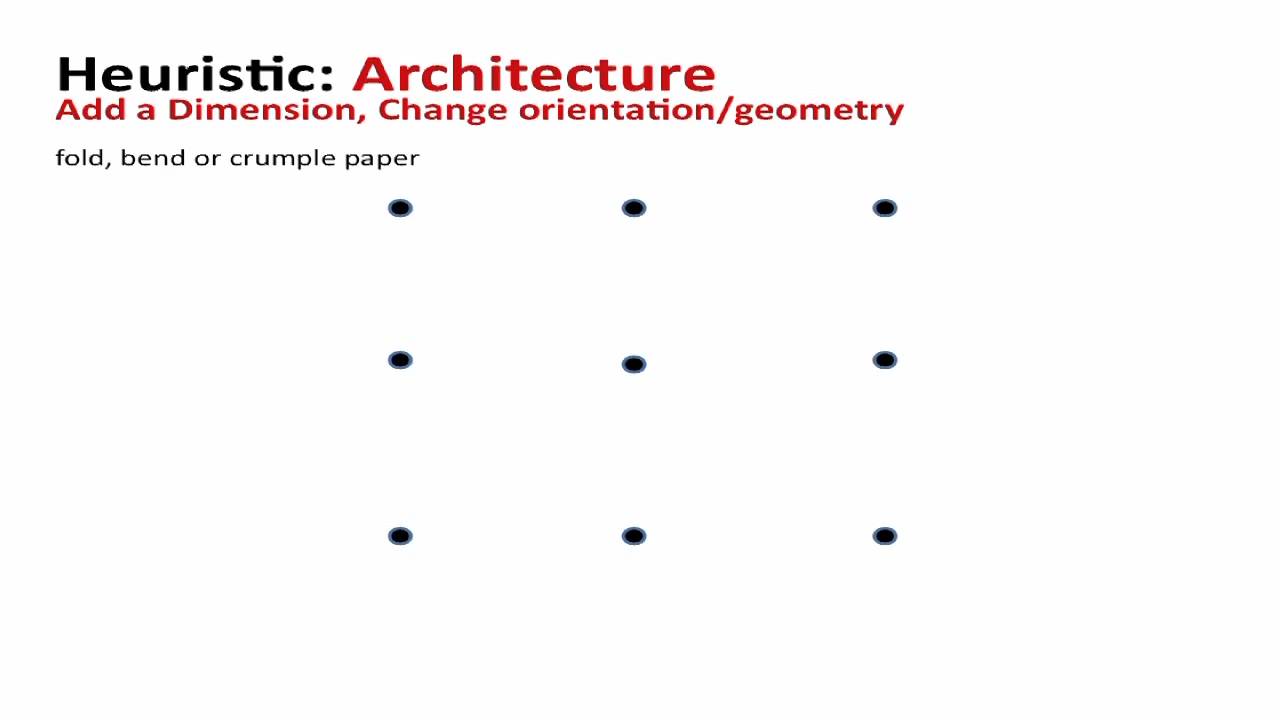 Heuristic: Architecture
Add a Dimension, Change orientation/geometry
fold, bend or crumple paper